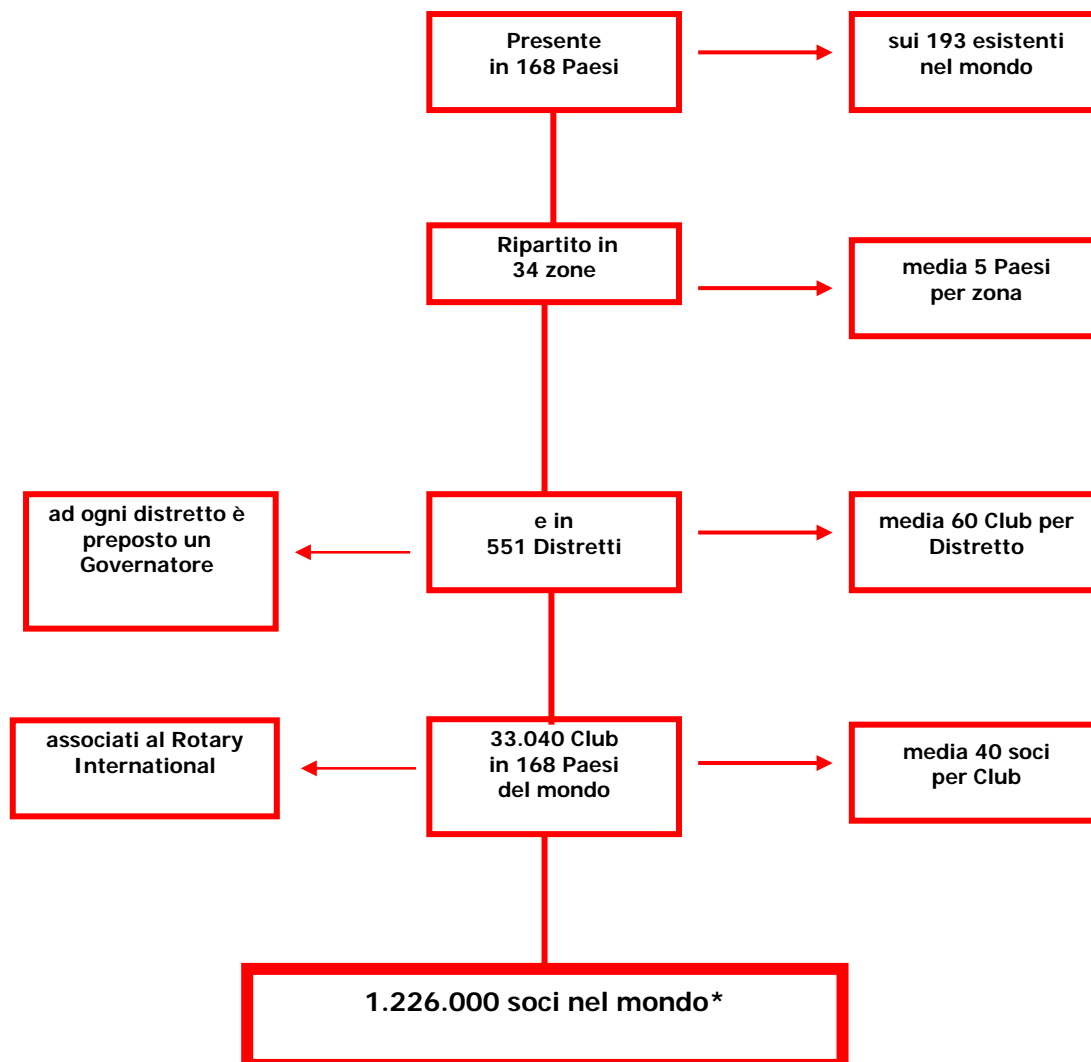 Presente
in 168 Paesi
sui 193 esistenti
nel mondo
Ripartito in
34 zone
media 5 Paesi
per zona
ad ogni distretto è
preposto un
Governatore
e in
551 Distretti
media 60 Club per
Distretto
associati al Rotary
International
33.040 Club
in 168 Paesi
del mondo
media 40 soci
per Club
1.226.000 soci nel mondo*